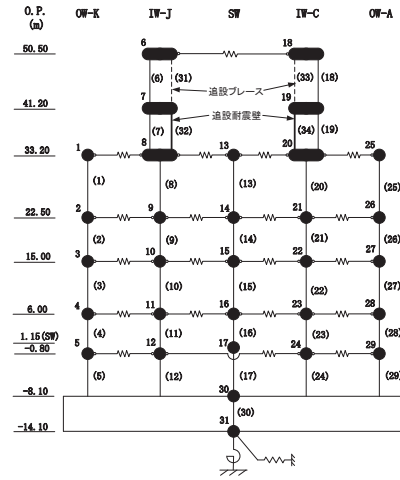 O.P. OW-K IW-J SW IW-C OW-A
(m)
50.50 6 18
(6) (31) (33) (18)
追設ブレース
41.20 7 19
追設耐震壁
(7) (32) (34) (19)
33.20 1 8 13 20 25
(1) (8) (13) (20) (25)
22.50 2 9 14 21 26
(2) (9) (14) (21) (26)
15.00 3 10 15 22 27
(3) (10) (15) (22) (27)
6.00 4 11 16 23 28
(4) (11) (16) (23) (28)
1.15(SW) 17
-0.80 5 12 24 29
(5) (12) (17) (24) (29)
-8.10 30
(30)
-14.10 31